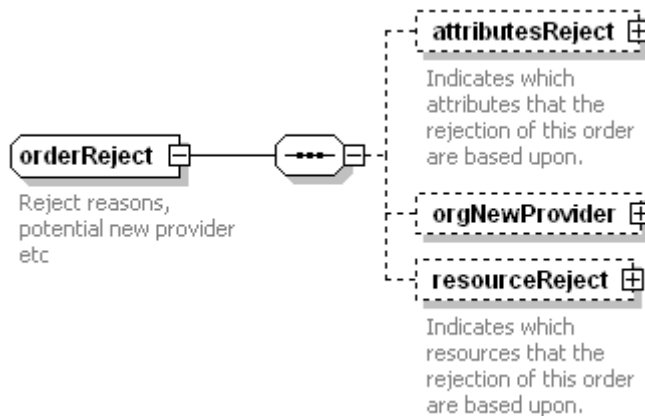 attributesReject
Indicates which
attributes that the
rejection of this order
are based upon.
orderReject
Reject reasons,
potential new provider
etc
orgNewProvider
resourceReject
Indicates which
resources that the
rejection of this order
are based upon.